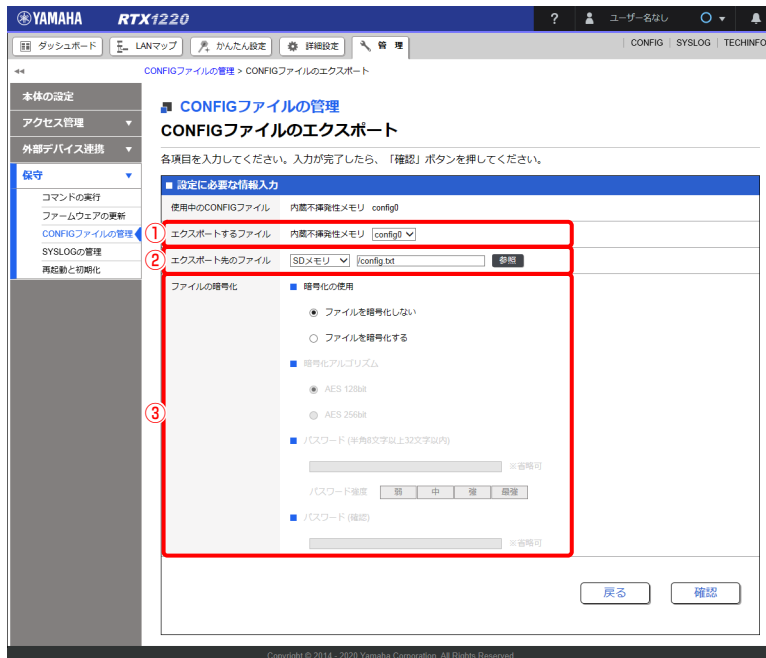 YAMAHA RTX1220 ? ユーザー名なし
ダッシュボード LANマップ かんたん設定 詳細設定 管 理 CONFIG SYSLOG TECHINFO
CONFIGファイルの管理 > CONFIGファイルのエクスポート
本体の設定
アクセス管理
外部デバイス連携
保守
コマンドの実行
ファームウェアの更新
CONFIGファイルの管理
SYSLOGの管理
再起動と初期化
CONFIGファイルの管理
CONFIGファイルのエクスポート
各項目を入力してください。入力が完了したら、「確認」ボタンを押してください。
設定に必要な情報入力
使用中のCONFIGファイル 内蔵不揮発性メモリ config0
① エクスポートするファイル 内蔵不揮発性メモリ config0
② エクスポート先のファイル SDメモリ /config.txt 参照
③ ファイルの暗号化 暗号化の使用
ファイルを暗号化しない
ファイルを暗号化する
暗号化アルゴリズム
AES 128bit
AES 256bit
パスワード (半角8文字以上32文字以内)
※省略可
パスワード強度 弱 中 強 最強
パスワード (確認)
※省略可
戻る 確認
Copyright © 2014 - 2020 Yamaha Corporation. All Rights Reserved.